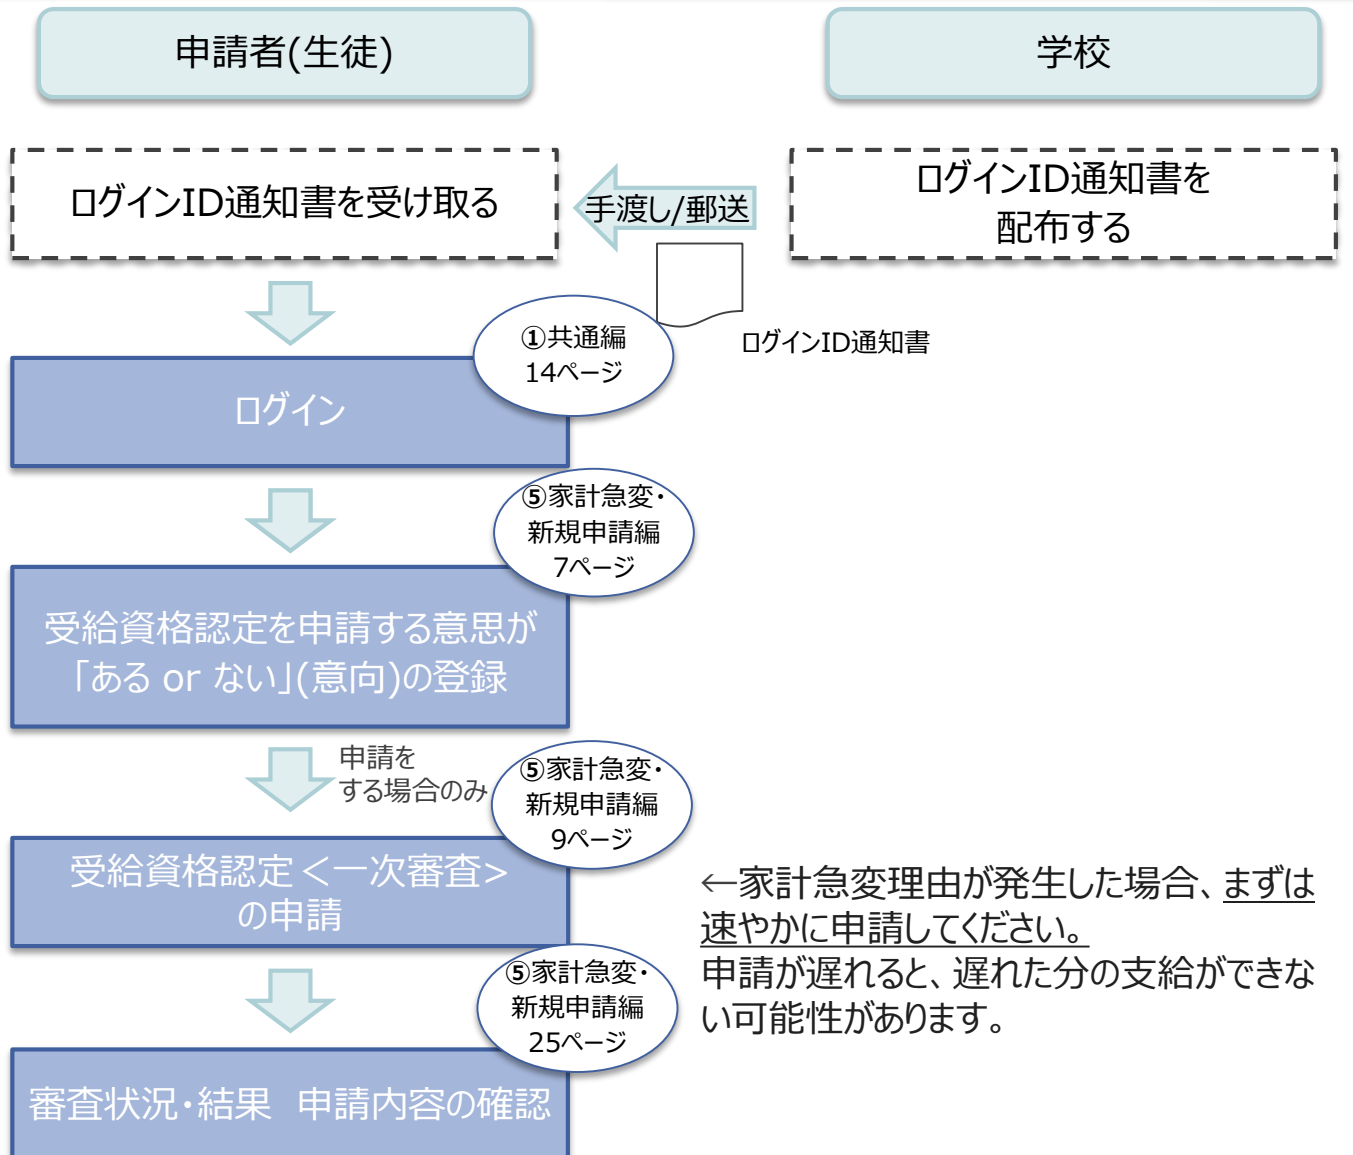 申請者(生徒)
学校
ログインID通知書を受け取る
手渡し/郵送
ログインID通知書を
配布する
ログインID通知書
①共通編
14ページ
ログイン
⑤家計急変・
新規申請編
7ページ
受給資格認定を申請する意思が
「ある or ない」(意向)の登録
申請を
する場合のみ
⑤家計急変・
新規申請編
9ページ
受給資格認定＜一次審査>
の申請
←家計急変理由が発生した場合、まずは
速やかに申請してください。
申請が遅れると、遅れた分の支給ができな
い可能性があります。
⑤家計急変・
新規申請編
25ページ
審査状況・結果　申請内容の確認